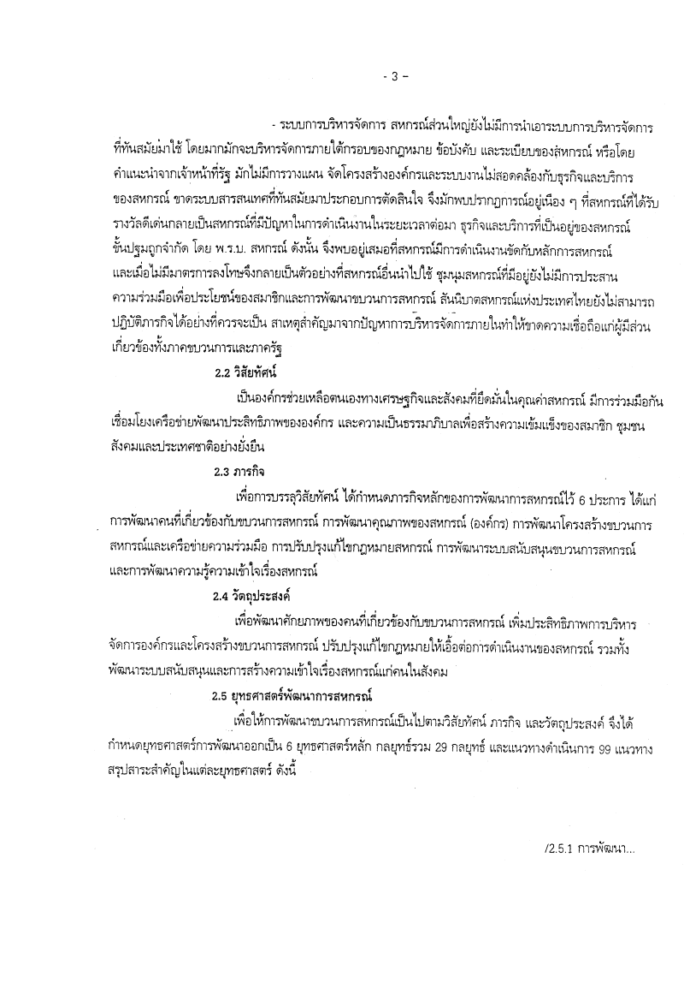 - 3 -
- ระบบการบริหารจัดการ สหกรณ์ส่วนใหญ่ยังไม่มีการนำเอาระบบการบริหารจัดการ
ที่ทันสมัยมาใช้ โดยมากมักจะบริหารจัดการภายใต้กรอบของกฎหมาย ข้อบังคับ และระเบียบของสหกรณ์ หรือโดย
คำแนะนำจากเจ้าหน้าที่รัฐ มักไม่มีการวางแผน จัดโครงสร้างองค์กรและระบบงานไม่สอดคล้องกับธุรกิจและบริการ
ของสหกรณ์ ขาดระบบสารสนเทศที่ทันสมัยมาประกอบการตัดสินใจ จึงมักพบปรากฏการณ์อยู่เนือง ๆ ที่สหกรณ์ที่ได้รับ
รางวัลดีเด่นกลายเป็นสหกรณ์ที่มีปัญหาในการดำเนินงานในระยะเวลาต่อมา ธุรกิจและบริการที่เป็นอยู่ของสหกรณ์
ขั้นปฐมถูกจำกัด โดย พ.ร.บ. สหกรณ์ ดังนั้น จึงพบอยู่เสมอที่สหกรณ์มีการดำเนินงานขัดกับหลักการสหกรณ์
และเมื่อไม่มีมาตรการลงโทษจึงกลายเป็นตัวอย่างที่สหกรณ์อื่นนำไปใช้ ชุมนุมสหกรณ์ที่มีอยู่ยังไม่มีการประสาน
ความร่วมมือเพื่อประโยชน์ของสมาชิกและการพัฒนาขบวนการสหกรณ์ สันนิบาตสหกรณ์แห่งประเทศไทยยังไม่สามารถ
ปฏิบัติภารกิจได้อย่างที่ควรจะเป็น สาเหตุสำคัญมาจากปัญหาการบริหารจัดการภายในทำให้ขาดความเชื่อถือแก่ผู้มีส่วน
เกี่ยวข้องทั้งภาคขบวนการและภาครัฐ
2.2 วิสัยทัศน์
เป็นองค์กรช่วยเหลือตนเองทางเศรษฐกิจและสังคมที่ยึดมั่นในคุณค่าสหกรณ์ มีการร่วมมือกัน
เชื่อมโยงเครือข่ายพัฒนาประสิทธิภาพขององค์กร และความเป็นธรรมาภิบาลเพื่อสร้างความเข้มแข็งของสมาชิก ชุมชน
สังคมและประเทศชาติอย่างยั่งยืน
2.3 ภารกิจ
เพื่อการบรรลุวิสัยทัศน์ ได้กำหนดภารกิจหลักของการพัฒนาการสหกรณ์ไว้ 6 ประการ ได้แก่
การพัฒนาคนที่เกี่ยวข้องกับขบวนการสหกรณ์ การพัฒนาคุณภาพของสหกรณ์ (องค์กร) การพัฒนาโครงสร้างขบวนการ
สหกรณ์และเครือข่ายความร่วมมือ การปรับปรุงแก้ไขกฎหมายสหกรณ์ การพัฒนาระบบสนับสนุนขบวนการสหกรณ์
และการพัฒนาความรู้ความเข้าใจเรื่องสหกรณ์
2.4 วัตถุประสงค์
เพื่อพัฒนาศักยภาพของคนที่เกี่ยวข้องกับขบวนการสหกรณ์ เพิ่มประสิทธิภาพการบริหาร
จัดการองค์กรและโครงสร้างขบวนการสหกรณ์ ปรับปรุงแก้ไขกฎหมายให้เอื้อต่อการดำเนินงานของสหกรณ์ รวมทั้ง
พัฒนาระบบสนับสนุนและการสร้างความเข้าใจเรื่องสหกรณ์แก่คนในสังคม
2.5 ยุทธศาสตร์พัฒนาการสหกรณ์
เพื่อให้การพัฒนาขบวนการสหกรณ์เป็นไปตามวิสัยทัศน์ ภารกิจ และวัตถุประสงค์ จึงได้
กำหนดยุทธศาสตร์การพัฒนาออกเป็น 6 ยุทธศาสตร์หลัก กลยุทธ์รวม 29 กลยุทธ์ และแนวทางดำเนินการ 99 แนวทาง
สรุปสาระสำคัญในแต่ละยุทธศาสตร์ ดังนี้
/2.5.1 การพัฒนา...